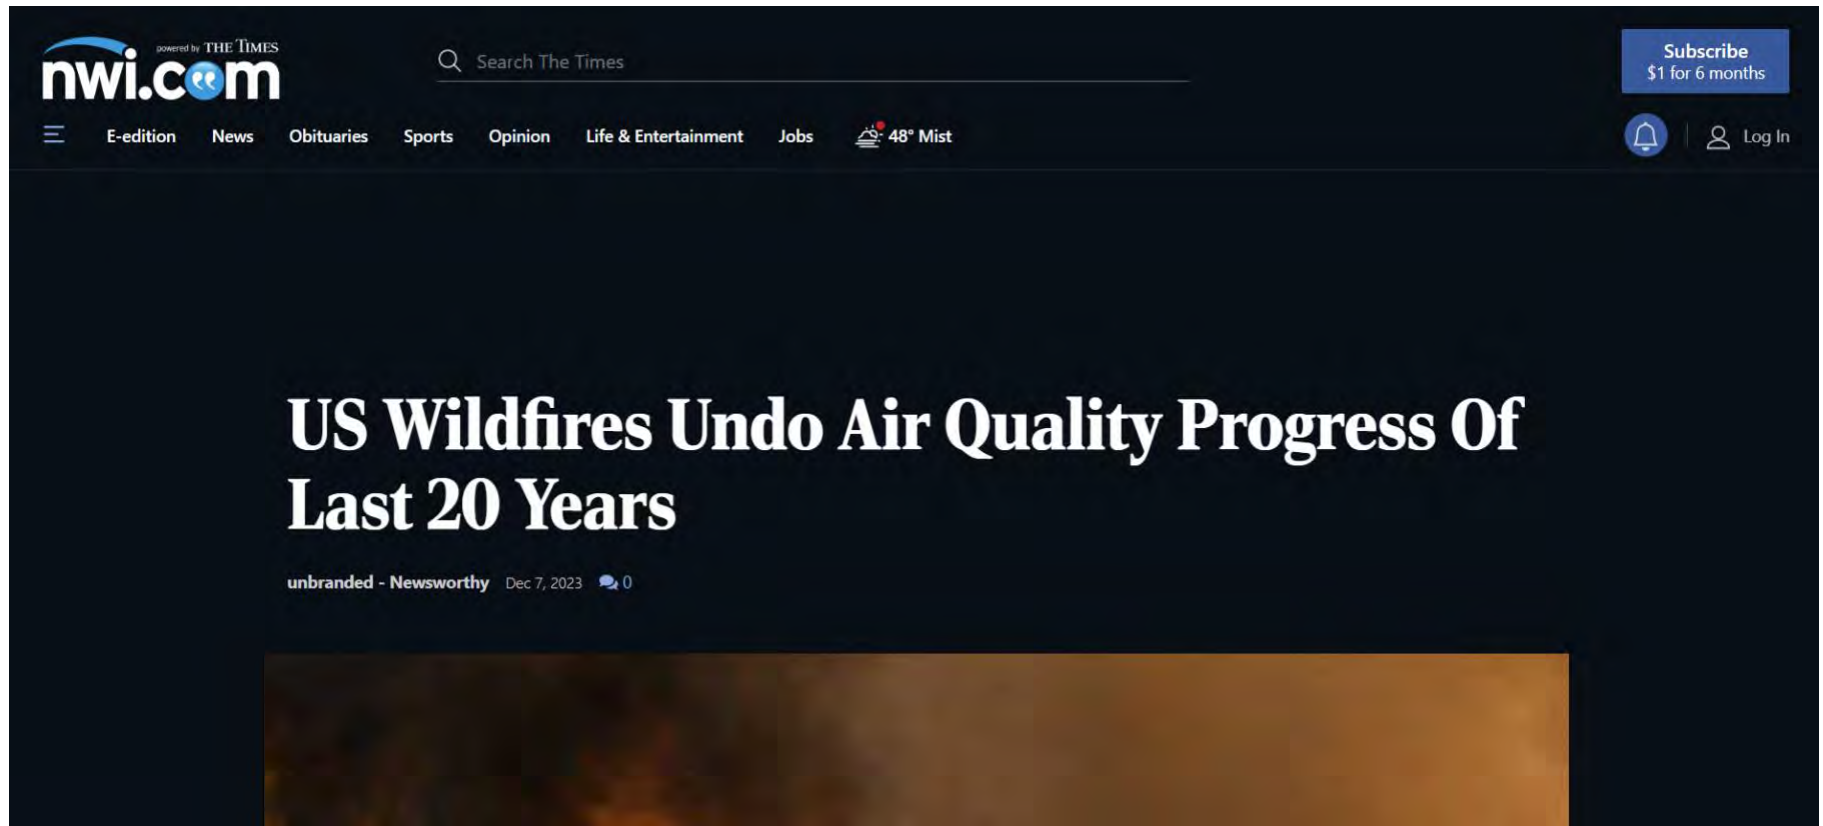 powered by THE TIMES
nwi.com
Search The Times
Subscribe
$1 for 6 months
E-edition News Obituaries Sports Opinion Life & Entertainment Jobs 48° Mist
Log In
US Wildfires Undo Air Quality Progress Of
Last 20 Years
unbranded - Newsworthy Dec 7, 2023 0